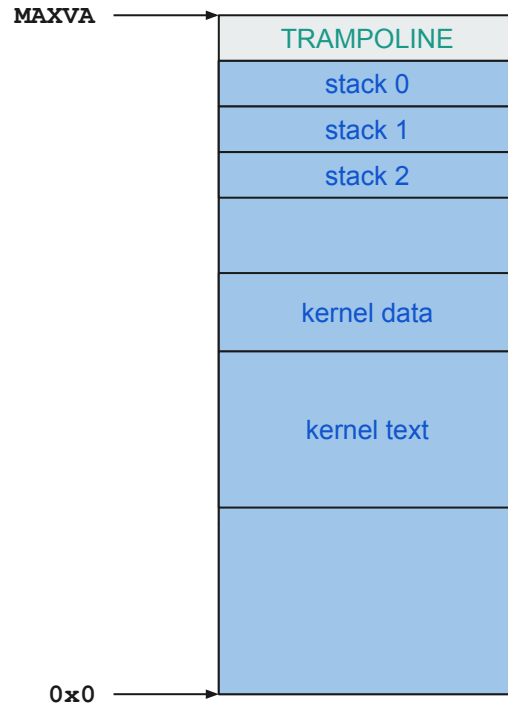 MAXVA
TRAMPOLINE
stack 0
stack 1
stack 2
kernel data
kernel text
0x0